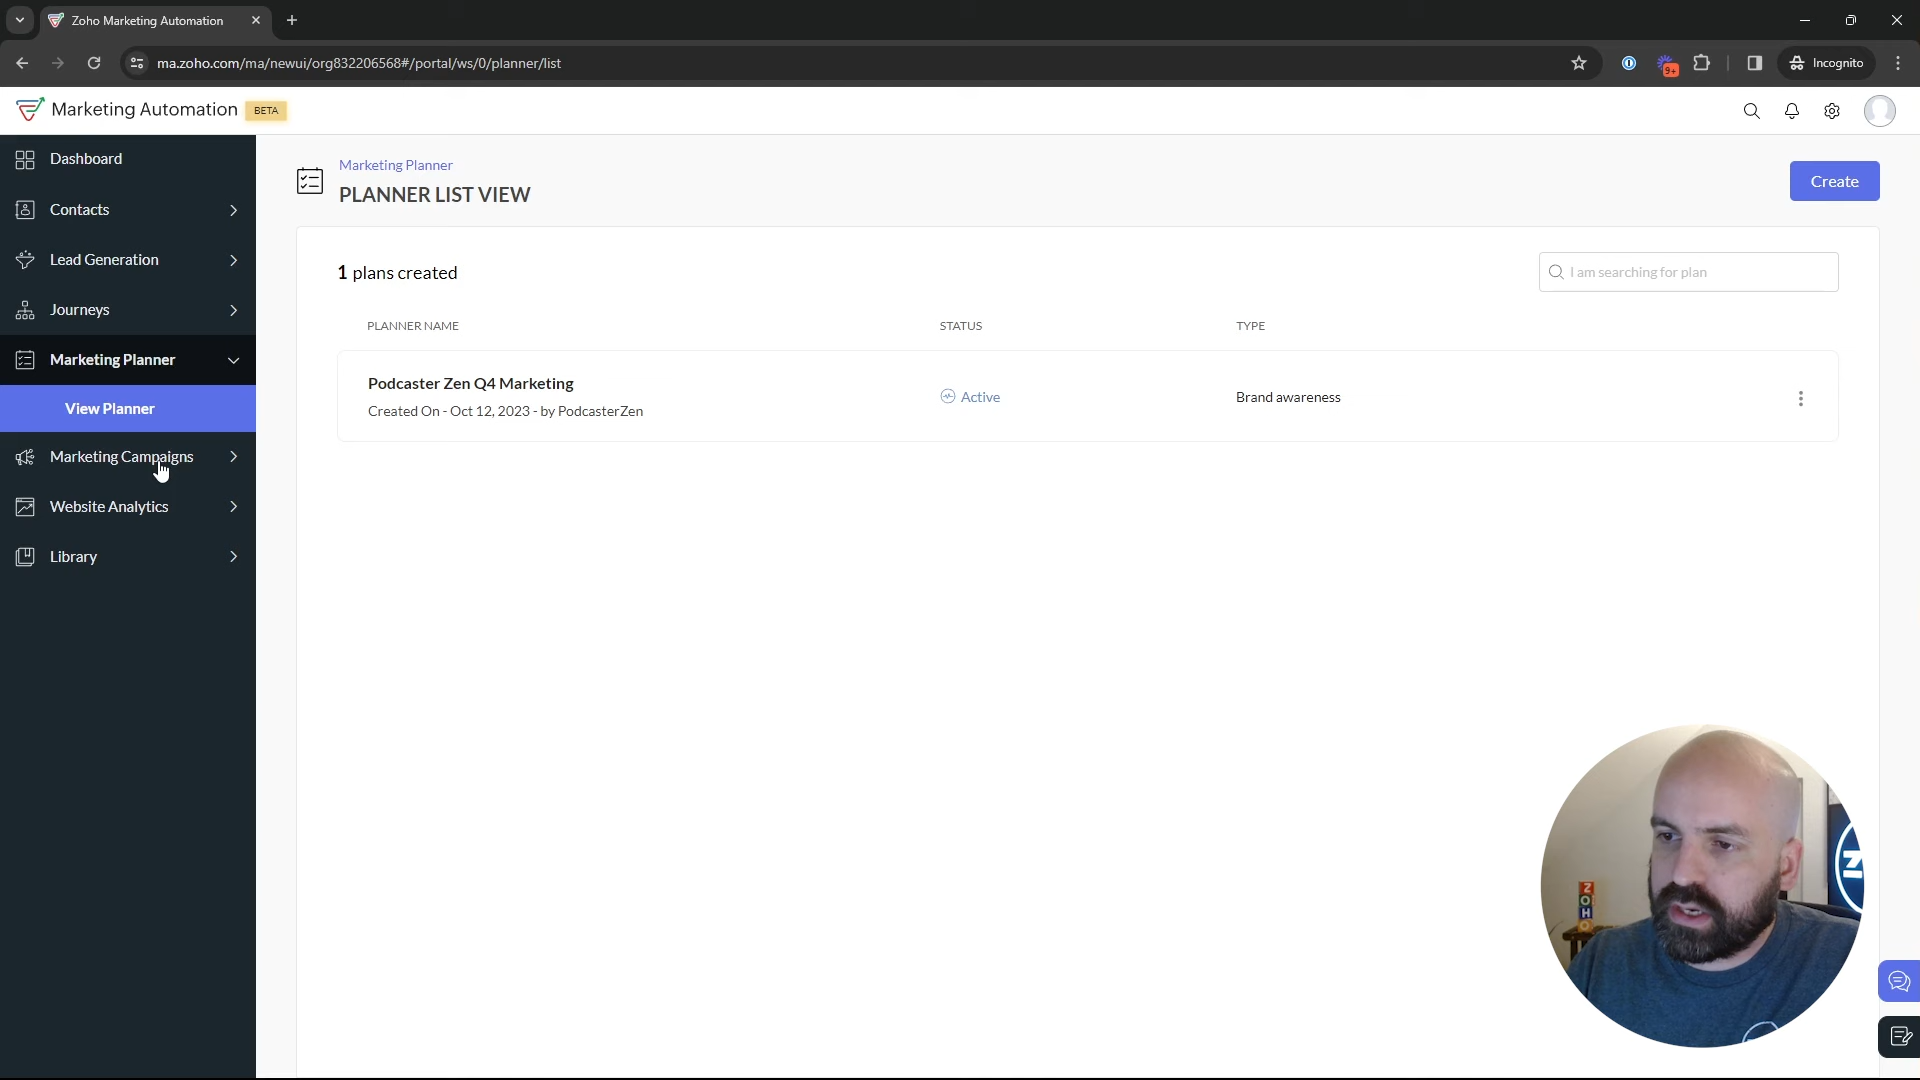 Zoho Marketing Automation
ma.zoho.com/ma/newui/org832206568#/portal/ws/0/planner/list
9+
Incognito
Marketing Automation BETA
Dashboard
Contacts
Lead Generation
Journeys
Marketing Planner
View Planner
Marketing Campaigns
Website Analytics
Library
Marketing Planner
PLANNER LIST VIEW
Create
1 plans created
I am searching for plan
PLANNER NAME STATUS TYPE
Podcaster Zen Q4 Marketing
Created On - Oct 12, 2023 - by PodcasterZen
Active
Brand awareness
ZOHO
Z